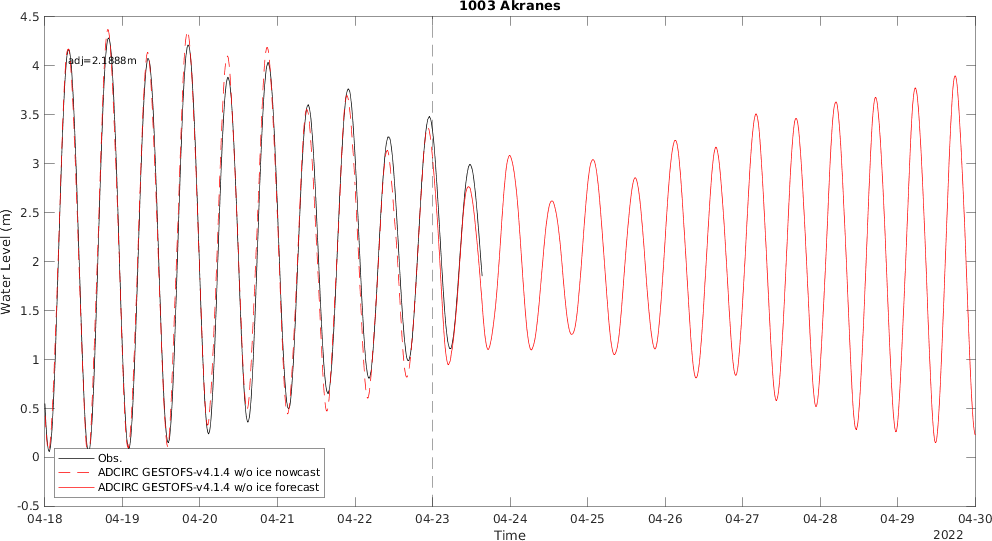 1003 Akranes
4.5
4
3.5
3
2.5
2
1.5
1
0.5
0
-0.5
Water Level (m)
adj=2.1888m
Obs.
ADCIRC GESTOFS-v4.1.4 w/o ice nowcast
ADCIRC GESTOFS-v4.1.4 w/o ice forecast
04-18 04-19 04-20 04-21 04-22 04-23 04-24 04-25 04-26 04-27 04-28 04-29 04-30
Time
2022